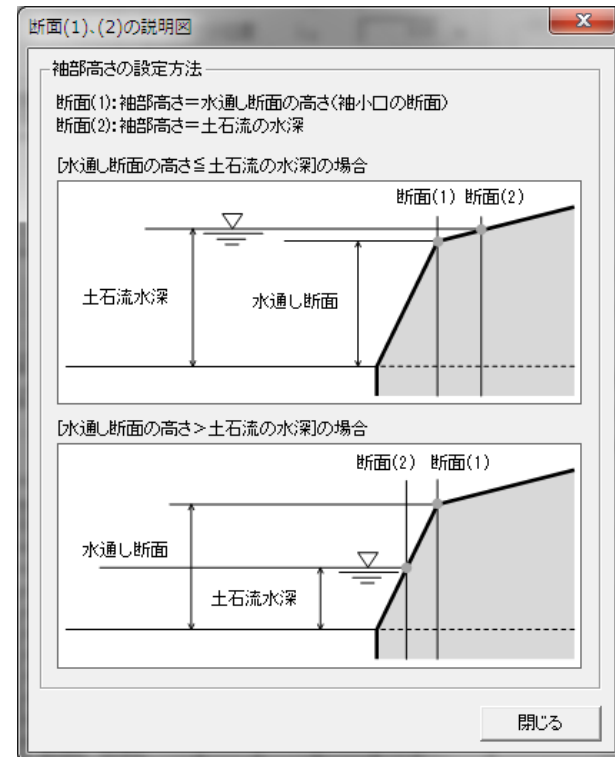 断面(1)、(2)の説明図
袖部高さの設定方法
断面(1):袖部高さ=水通し断面の高さ(袖小口の断面)
断面(2):袖部高さ=土石流の水深
[水通し断面の高さ≦土石流の水深]の場合
断面(1) 断面(2)
土石流水深
水通し断面
[水通し断面の高さ>土石流の水深]の場合
断面(2) 断面(1)
水通し断面
土石流水深
閉じる